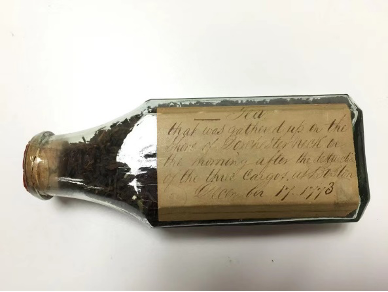 Tea
that was gathered up on the
Shore of Dorchester Neck on
the morning after the destruction
of the three Cargos at Boston
December 17, 1773